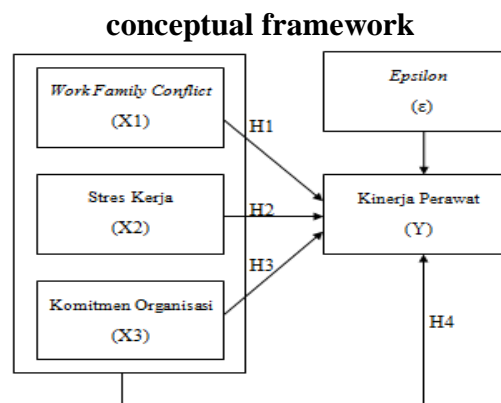 conceptual framework
Work Family Conflict
(X1)
Epsilon
(ε)
H1
Stres Kerja
(X2)
H2
Kinerja Perawat
(Y)
H3
Komitmen Organisasi
(X3)
H4